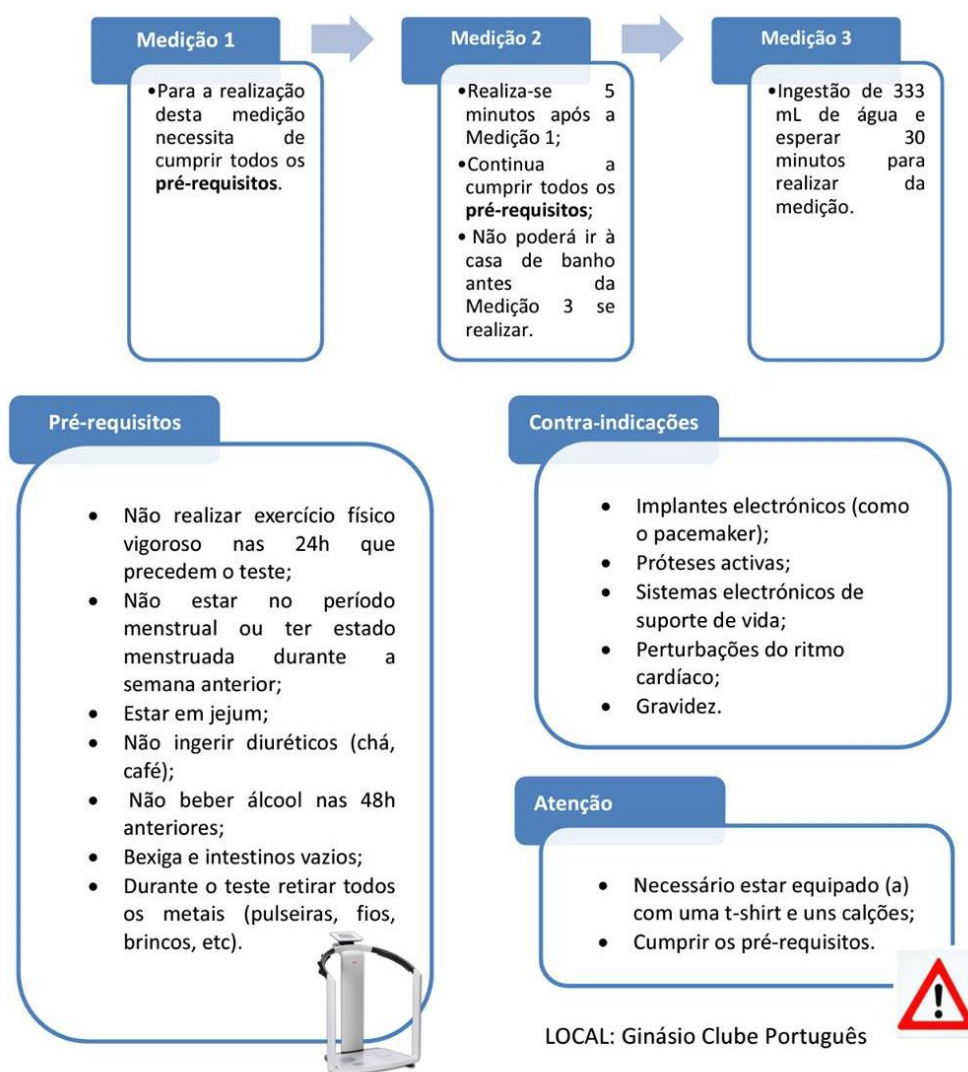 Medição 1
•Para a realização
desta medição
necessita de
cumprir todos os
pré-requisitos.
Medição 2
•Realiza-se 5
minutos após a
Medição 1;
•Continua a
cumprir todos os
pré-requisitos;
• Não poderá ir à
casa de banho
antes da
Medição 3 se
realizar.
Medição 3
•Ingestão de 333
mL de água e
esperar 30
minutos para
realizar da
medição.
Pré-requisitos
• Não realizar exercício físico
vigoroso nas 24h que
precedem o teste;
• Não estar no período
menstrual ou ter estado
menstruada durante a
semana anterior;
• Estar em jejum;
• Não ingerir diuréticos (chá,
café);
• Não beber álcool nas 48h
anteriores;
• Bexiga e intestinos vazios;
• Durante o teste retirar todos
os metais (pulseiras, fios,
brincos, etc).
Contra-indicações
• Implantes electrónicos (como
o pacemaker);
• Próteses activas;
• Sistemas electrónicos de
suporte de vida;
• Perturbações do ritmo
cardíaco;
• Gravidez.
Atenção
• Necessário estar equipado (a)
com uma t-shirt e uns calções;
• Cumprir os pré-requisitos.
LOCAL: Ginásio Clube Português